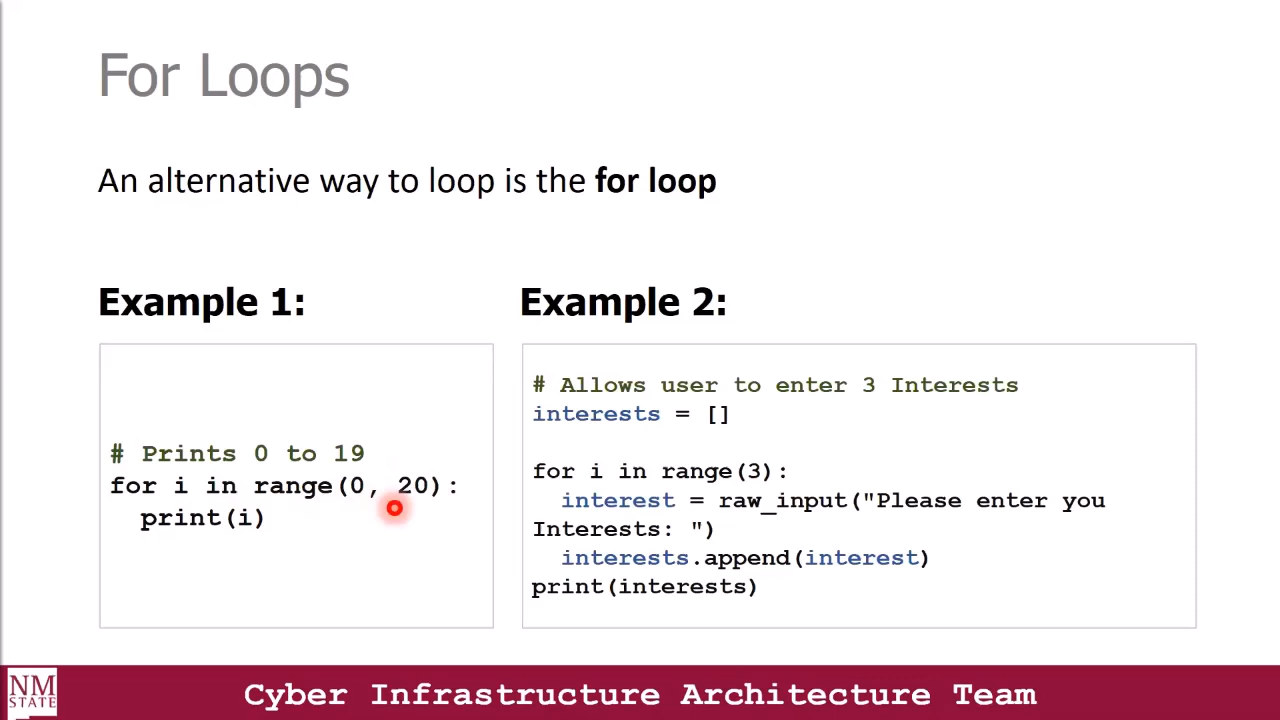 For Loops
An alternative way to loop is the for loop
Example 1:
# Prints 0 to 19
for i in range(0, 20):
  print(i)
Example 2:
# Allows user to enter 3 Interests
interests = []
for i in range(3):
  interest = raw_input("Please enter you
Interests: ")
  interests.append(interest)
print(interests)
NM
STATE
Cyber Infrastructure Architecture Team